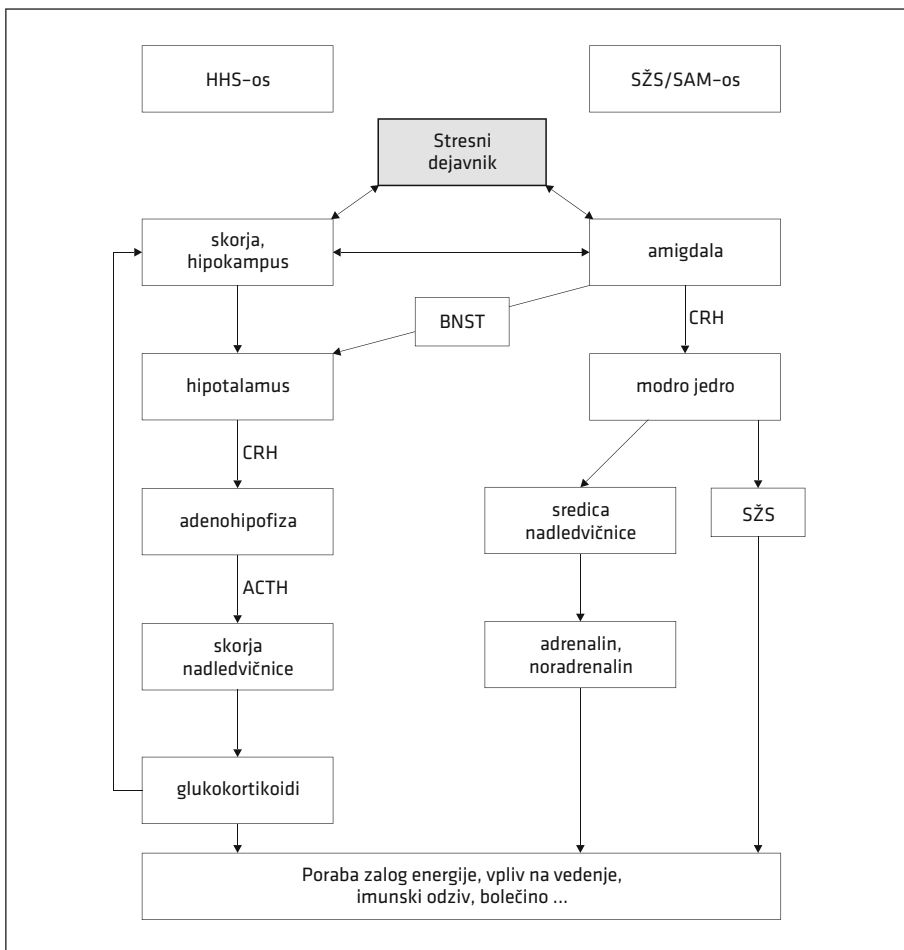 HHS-os
SŽS/SAM-os
Stresni
dejavnik
skorja,
hipokampus
amigdala
BNST
CRH
hipotalamus
modro jedro
CRH
adenohipofiza
sredica
nadledvičnice
SŽS
ACTH
skorja
nadledvičnice
adrenalin,
noradrenalin
glukokortikoidi
Poraba zalog energije, vpliv na vedenje,
imunski odziv, bolečino ...